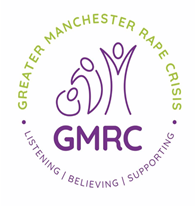 GREATER MANCHESTER RAPE CRISIS
GMRC
• LISTENING | BELIEVING | SUPPORTING •